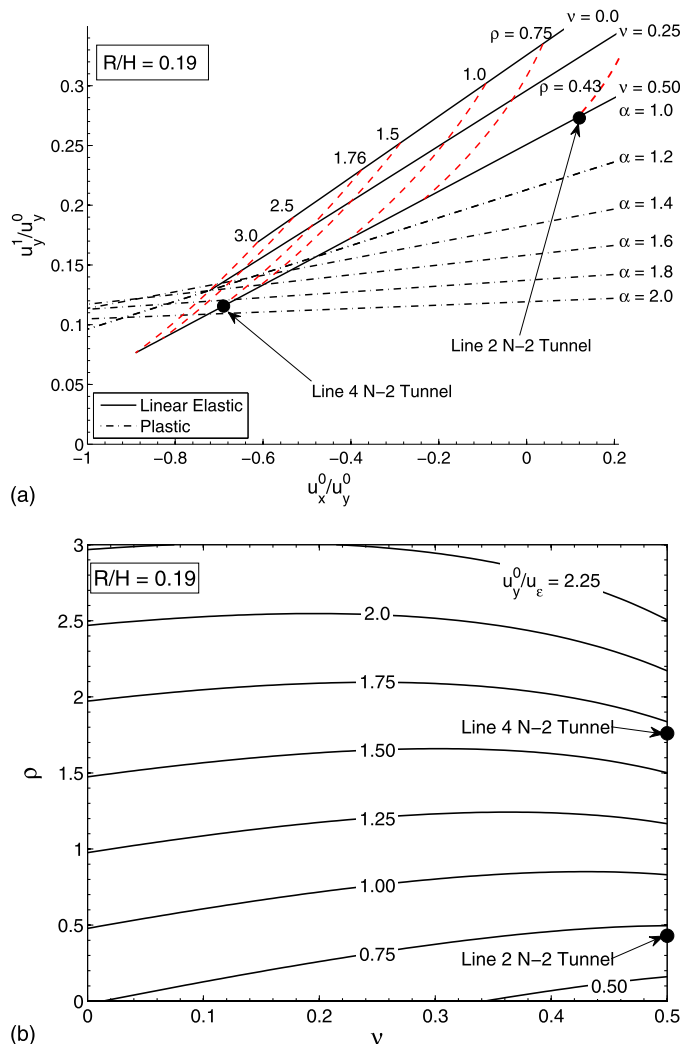 R/H = 0.19
ρ = 0.75
ν = 0.0
ν = 0.25
1.0
ρ = 0.43
ν = 0.50
α = 1.0
1.5
1.76
α = 1.2
2.5
α = 1.4
3.0
α = 1.6
α = 1.8
α = 2.0
Line 2 N−2 Tunnel
Line 4 N−2 Tunnel
Linear Elastic
Plastic
0.3
0.25
0.2
0.15
0.1
0.05
0
u_y^1/u_y^0
−1 −0.8 −0.6 −0.4 −0.2 0 0.2
u_x^0/u_y^0
(a)
R/H = 0.19
u_y^0/u_ε = 2.25
2.0
1.75
Line 4 N−2 Tunnel
1.50
1.25
1.00
0.75
Line 2 N−2 Tunnel
0.50
3
2.5
2
1.5
1
0.5
0
ρ
0 0.1 0.2 0.3 0.4 0.5
ν
(b)